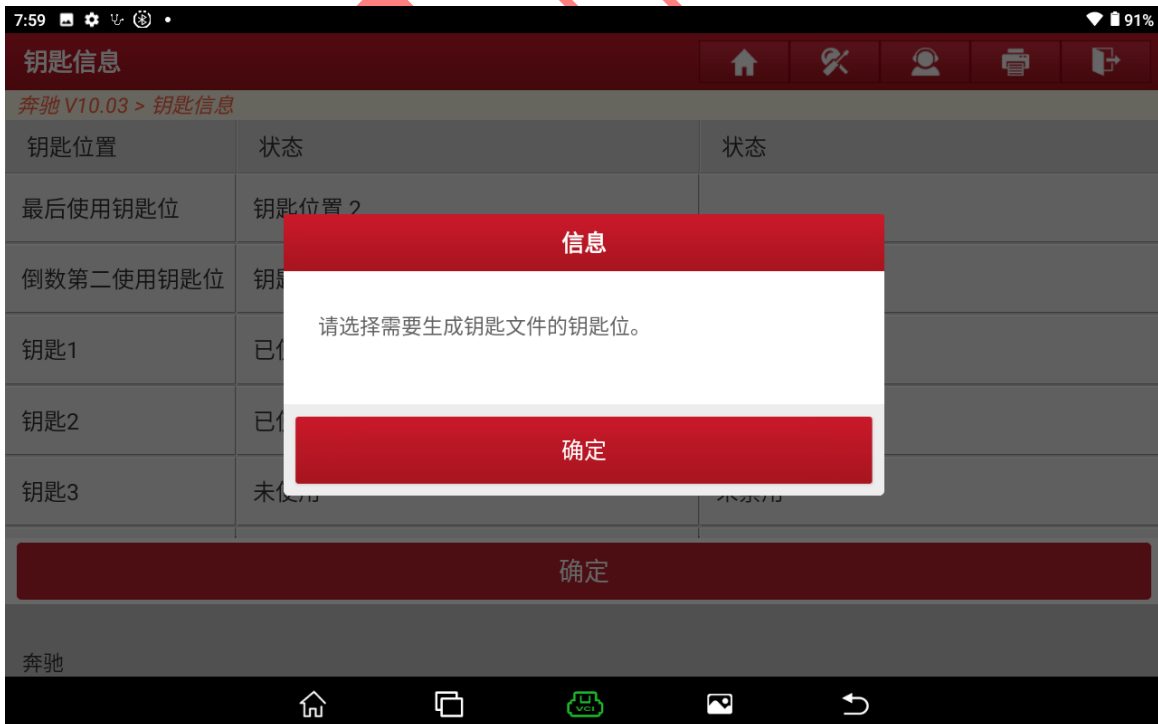 7:59
91%
钥匙信息
奔驰 V10.03 > 钥匙信息
钥匙位置 状态 状态
最后使用钥匙位 钥匙位置 2
信息
倒数第二使用钥匙位
请选择需要生成钥匙文件的钥匙位。
钥匙1
钥匙2
确定
钥匙3
确定
奔驰
VCI